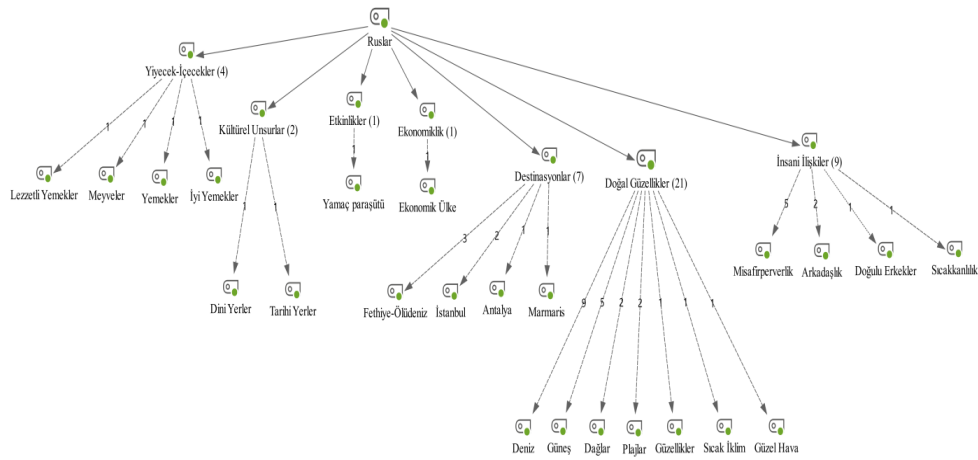 Ruslar
Yiyecek-İçecekler (4)
Kültürel Unsurlar (2)
Etkinlikler (1)
Ekonomiklik (1)
Destinasyonlar (7)
Doğal Güzellikler (21)
İnsani İlişkiler (9)
1
1
1
1
Lezzetli Yemekler
Meyveler
Yemekler
İyi Yemekler
1
1
Dini Yerler
Tarihi Yerler
1
Yamaç paraşütü
1
Ekonomik Ülke
3
2
1
1
Fethiye-Ölüdeniz
İstanbul
Antalya
Marmaris
9
5
2
2
1
1
1
Deniz
Güneş
Dağlar
Plajlar
Güzellikler
Sıcak İklim
Güzel Hava
5
2
1
1
Misafirperverlik
Arkadaşlık
Doğulu Erkekler
Sıcakkanlılık